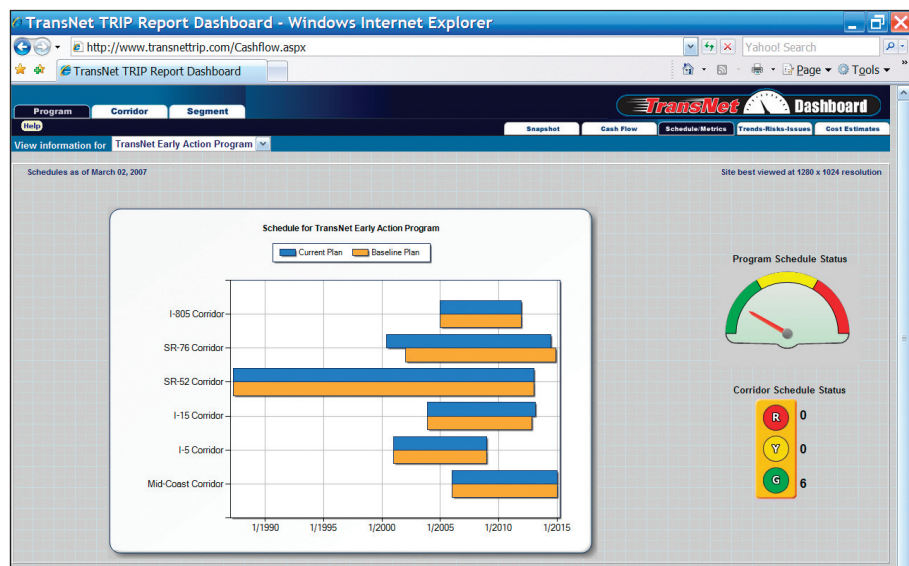 TransNet TRIP Report Dashboard - Windows Internet Explorer
http://www.transnettrip.com/Cashflow.aspx
Yahoo! Search
TransNet TRIP Report Dashboard
Page
Tools
»
Program Corridor Segment
TransNet Dashboard
Help
Snapshot Cash Flow Schedule/Metrics Trends-Risks-Issues Cost Estimates
View information for TransNet Early Action Program
Schedules as of March 02, 2007
Site best viewed at 1280 x 1024 resolution
Schedule for TransNet Early Action Program
Current Plan Baseline Plan
I-805 Corridor
SR-76 Corridor
SR-52 Corridor
I-15 Corridor
I-5 Corridor
Mid-Coast Corridor
1/1990 1/1995 1/2000 1/2005 1/2010 1/2015
Program Schedule Status
Corridor Schedule Status
R 0
Y 0
G 6